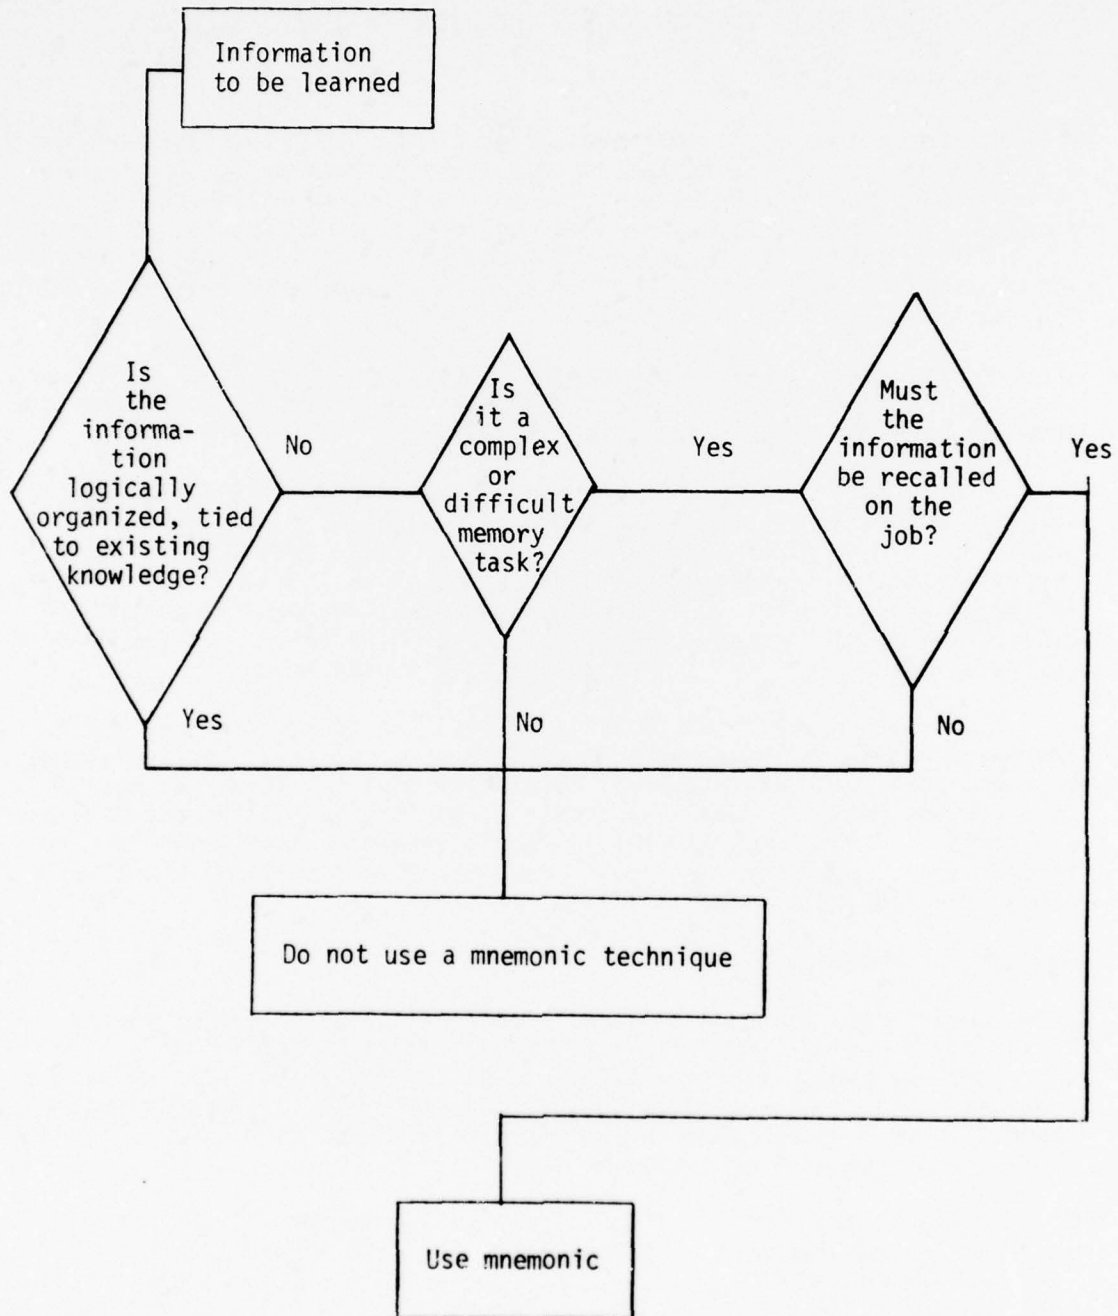 Information
to be learned
Is
the
informa-
tion
logically
organized, tied
to existing
knowledge?
No
Yes
Is
it a
complex
or
difficult
memory
task?
Yes
No
Must
the
information
be recalled
on the
job?
Yes
No
Do not use a mnemonic technique
Use mnemonic